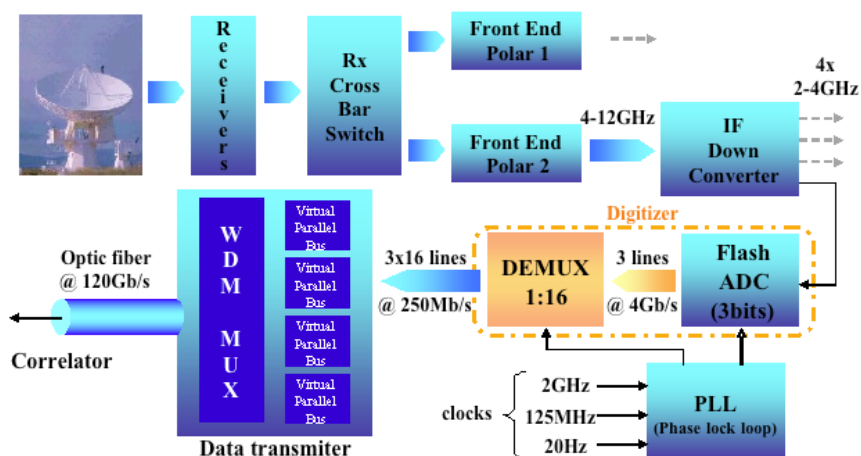 Receivers
Rx
Cross
Bar
Switch
Front End
Polar 1
Front End
Polar 2
4-12GHz
IF
Down
Converter
4x
2-4GHz
Digitizer
Flash
ADC
(3bits)
3 lines
@ 4Gb/s
DEMUX
1:16
3x16 lines
@ 250Mb/s
Virtual
Parallel
Bus
Virtual
Parallel
Bus
Virtual
Parallel
Bus
Virtual
Parallel
Bus
WDM MUX
Data transmiter
Optic fiber
@ 120Gb/s
Correlator
clocks
2GHz
125MHz
20Hz
PLL
(Phase lock loop)